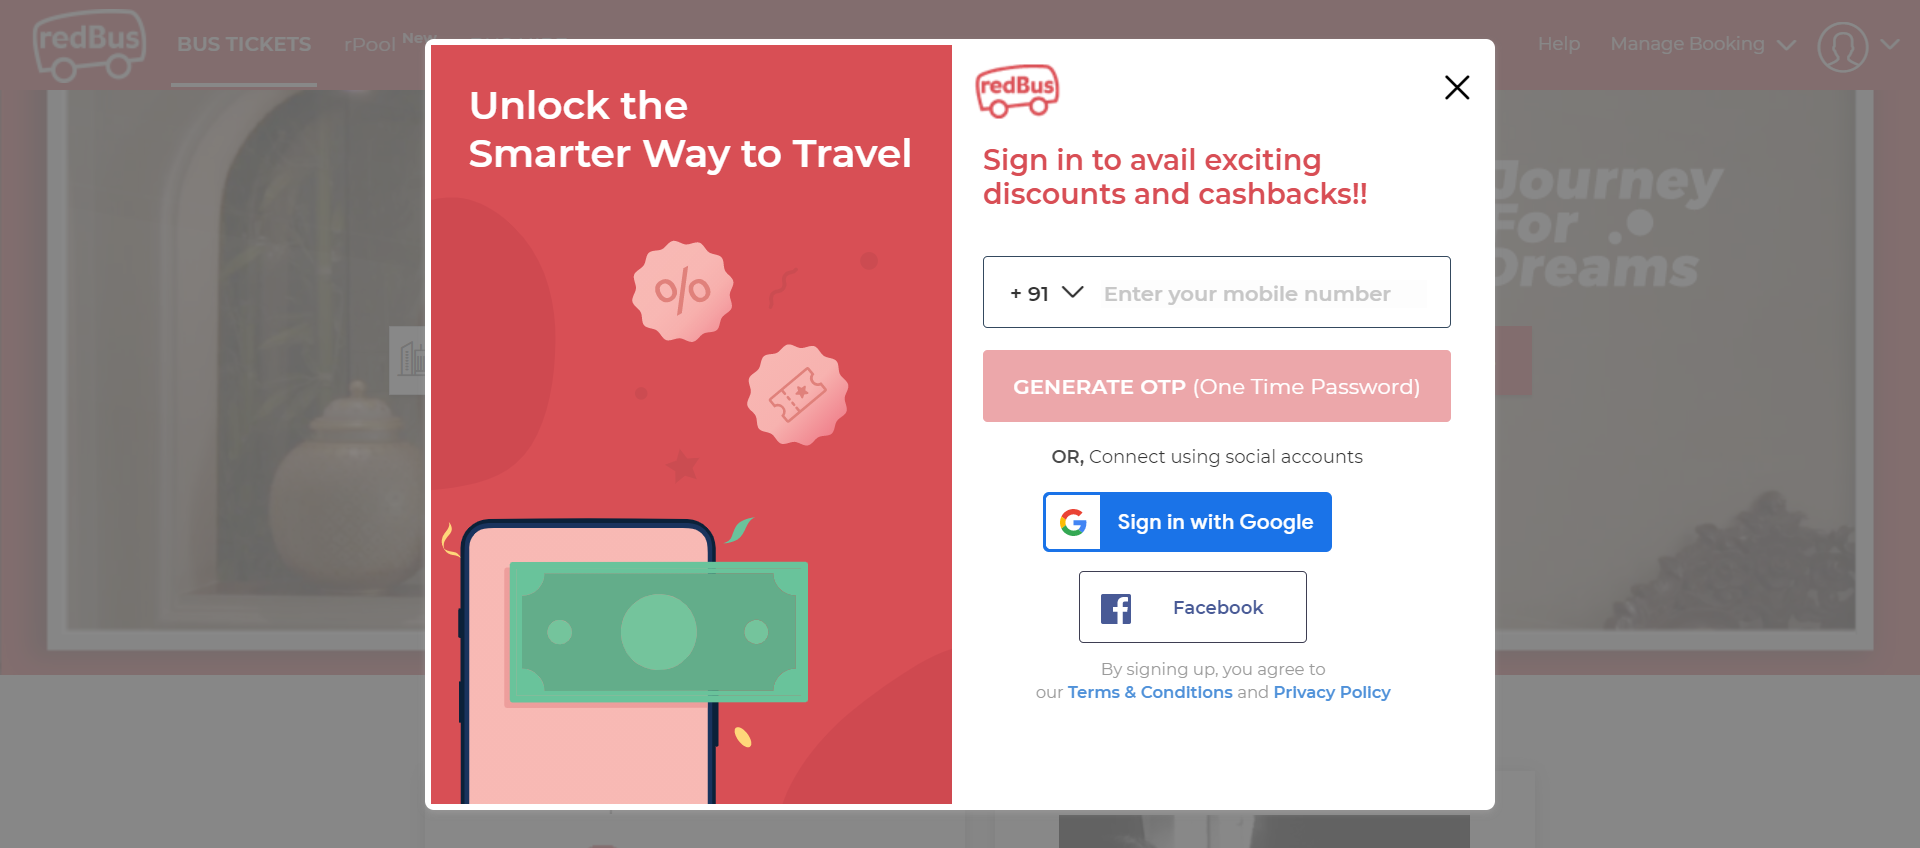 redBus
BUS TICKETS
rPool New
Help
Manage Booking
Unlock the
Smarter Way to Travel
%
redBus
Sign in to avail exciting
discounts and cashbacks!!
+ 91
Enter your mobile number
GENERATE OTP (One Time Password)
OR, Connect using social accounts
G
Sign in with Google
f
Facebook
By signing up, you agree to
our Terms & Conditions and Privacy Policy
Journey
For
Dreams